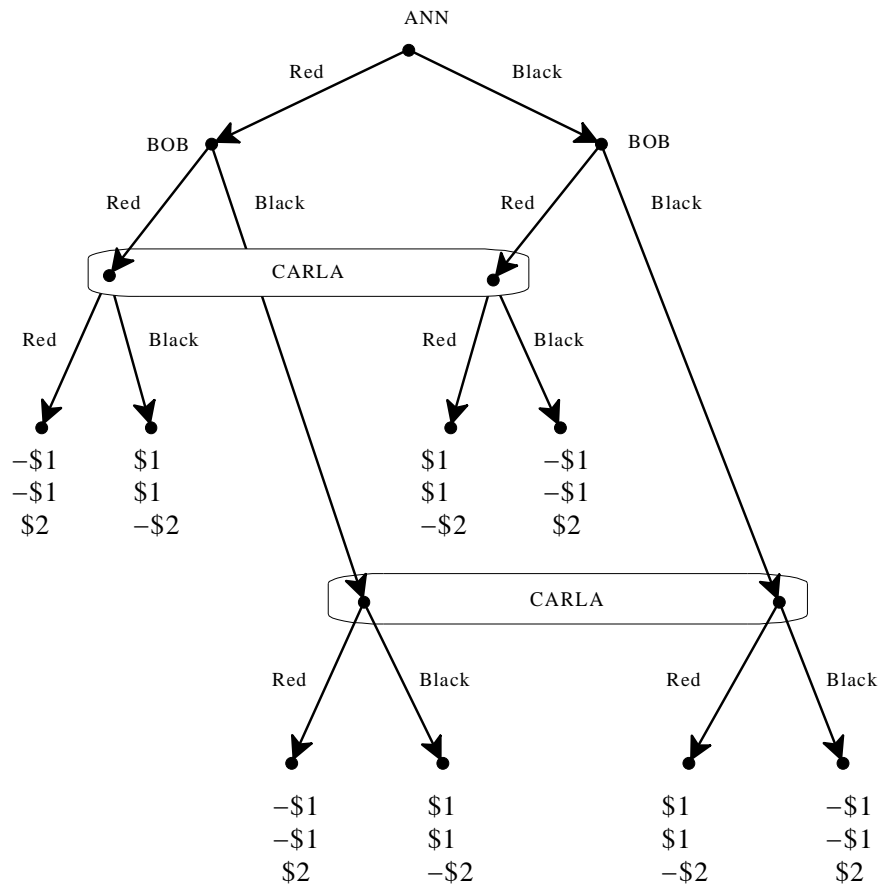 ANN
Red Black
BOB BOB
Red Black Red Black
CARLA
Red Black Red Black
−$1 $1 $1 −$1
−$1 $1 $1 −$1
$2 −$2 −$2 $2
CARLA
Red Black Red Black
−$1 $1 $1 −$1
−$1 $1 $1 −$1
$2 −$2 −$2 $2